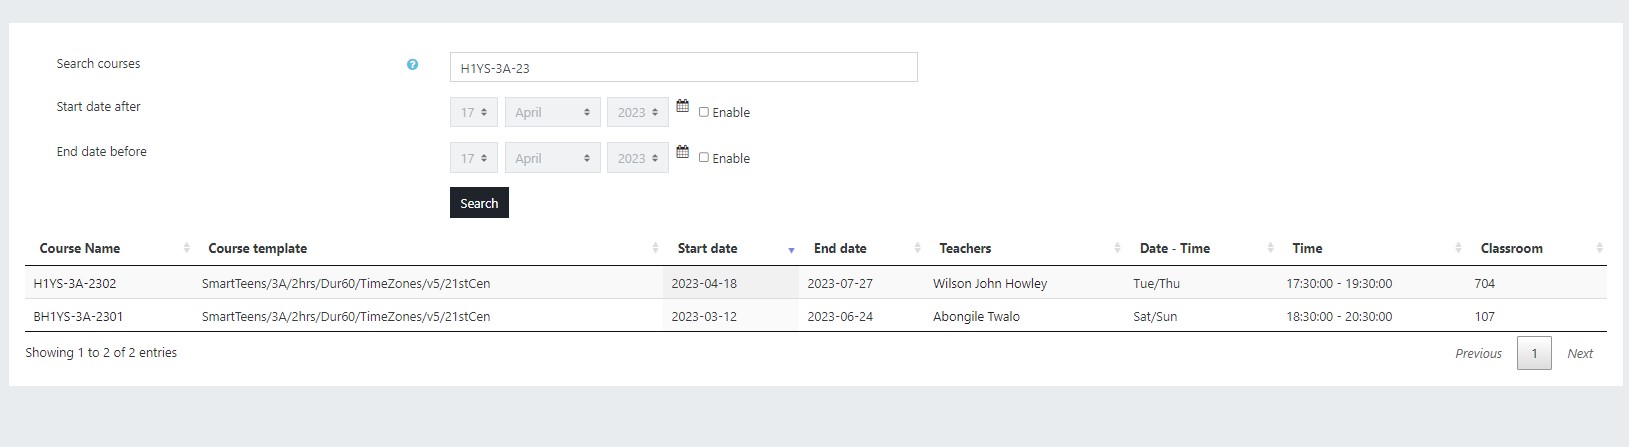 Search courses ? H1YS-3A-23
Start date after 17 April 2023 Enable
End date before 17 April 2023 Enable
Search
Course Name Course template Start date End date Teachers Date - Time Time Classroom
H1YS-3A-2302 SmartTeens/3A/2hrs/Dur60/TimeZones/v5/21stCen 2023-04-18 2023-07-27 Wilson John Howley Tue/Thu 17:30:00 - 19:30:00 704
BH1YS-3A-2301 SmartTeens/3A/2hrs/Dur60/TimeZones/v5/21stCen 2023-03-12 2023-06-24 Abongile Twalo Sat/Sun 18:30:00 - 20:30:00 107
Showing 1 to 2 of 2 entries Previous 1 Next